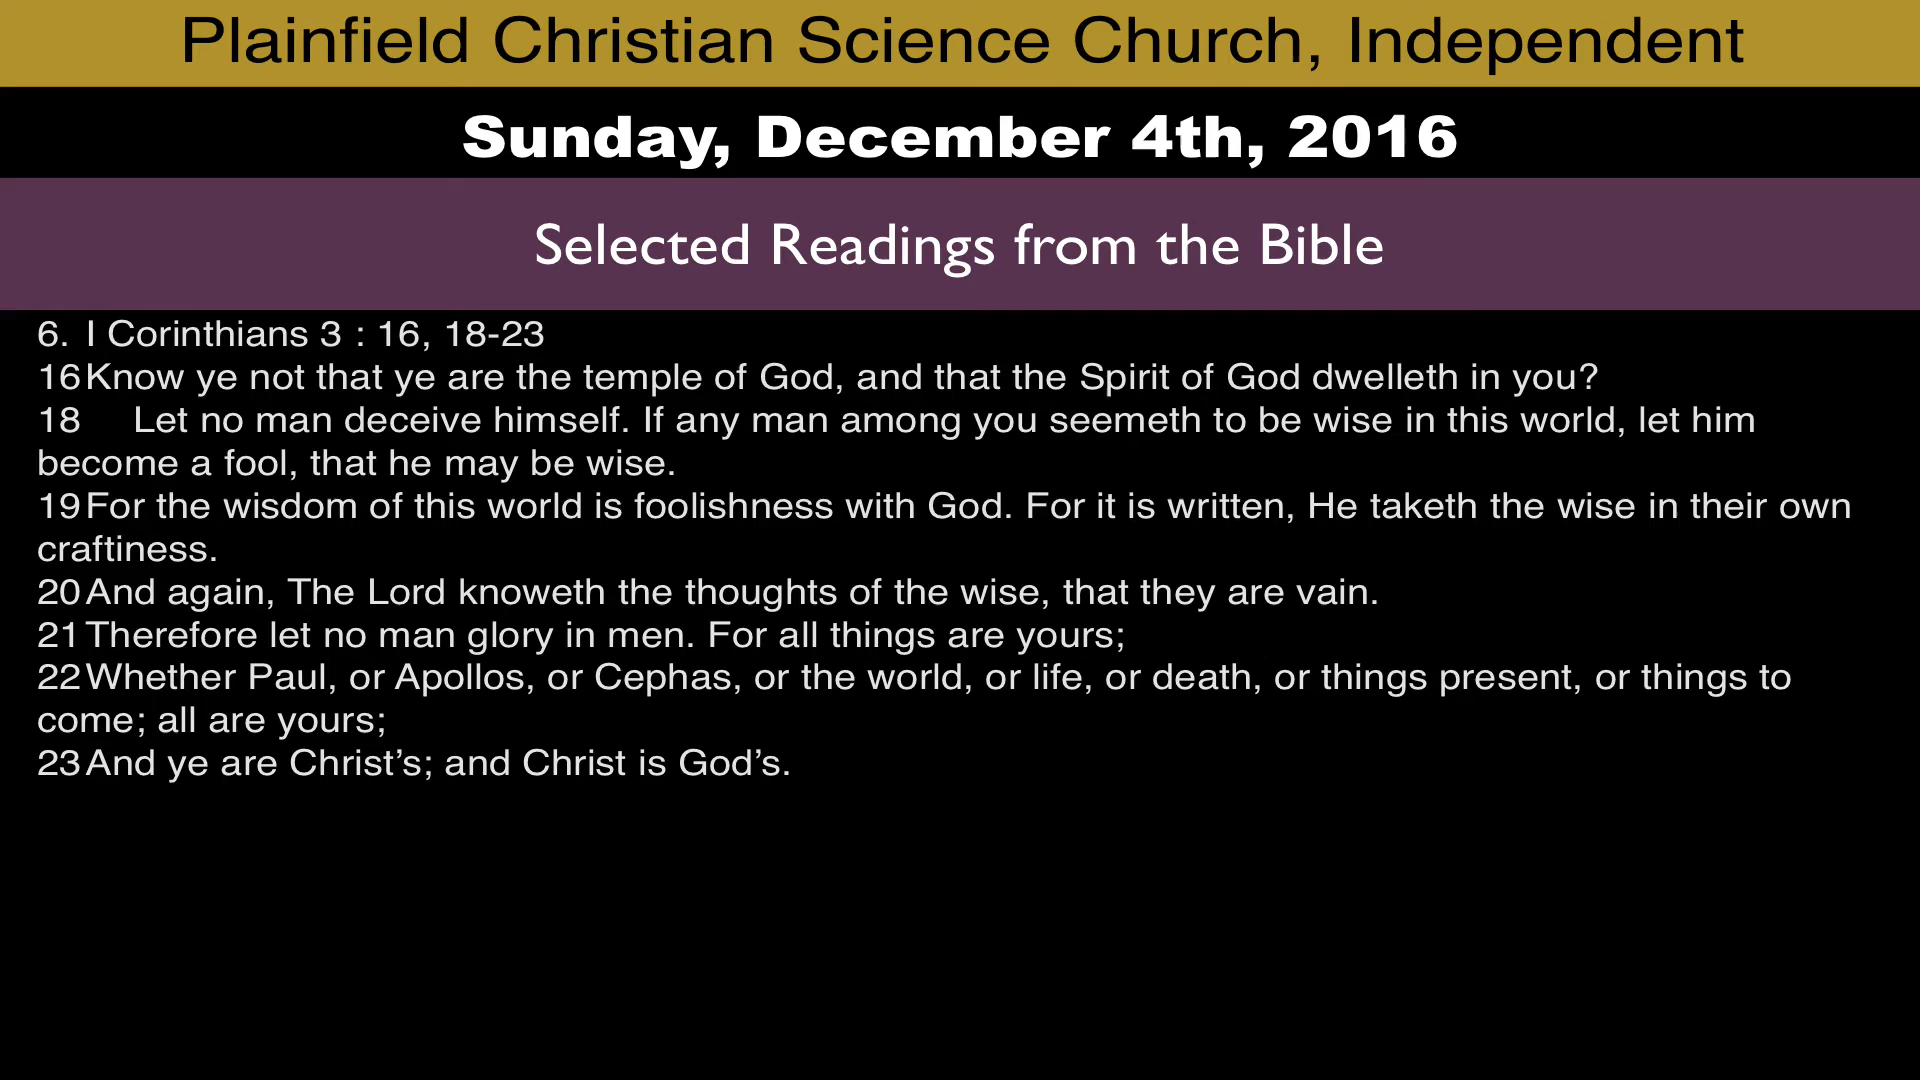 Plainfield Christian Science Church, Independent
Sunday, December 4th, 2016
Selected Readings from the Bible
6. I Corinthians 3 : 16, 18-23
16 Know ye not that ye are the temple of God, and that the Spirit of God dwelleth in you?
18 Let no man deceive himself. If any man among you seemeth to be wise in this world, let him
become a fool, that he may be wise.
19 For the wisdom of this world is foolishness with God. For it is written, He taketh the wise in their own
craftiness.
20 And again, The Lord knoweth the thoughts of the wise, that they are vain.
21 Therefore let no man glory in men. For all things are yours;
22 Whether Paul, or Apollos, or Cephas, or the world, or life, or death, or things present, or things to
come; all are yours;
23 And ye are Christ’s; and Christ is God’s.